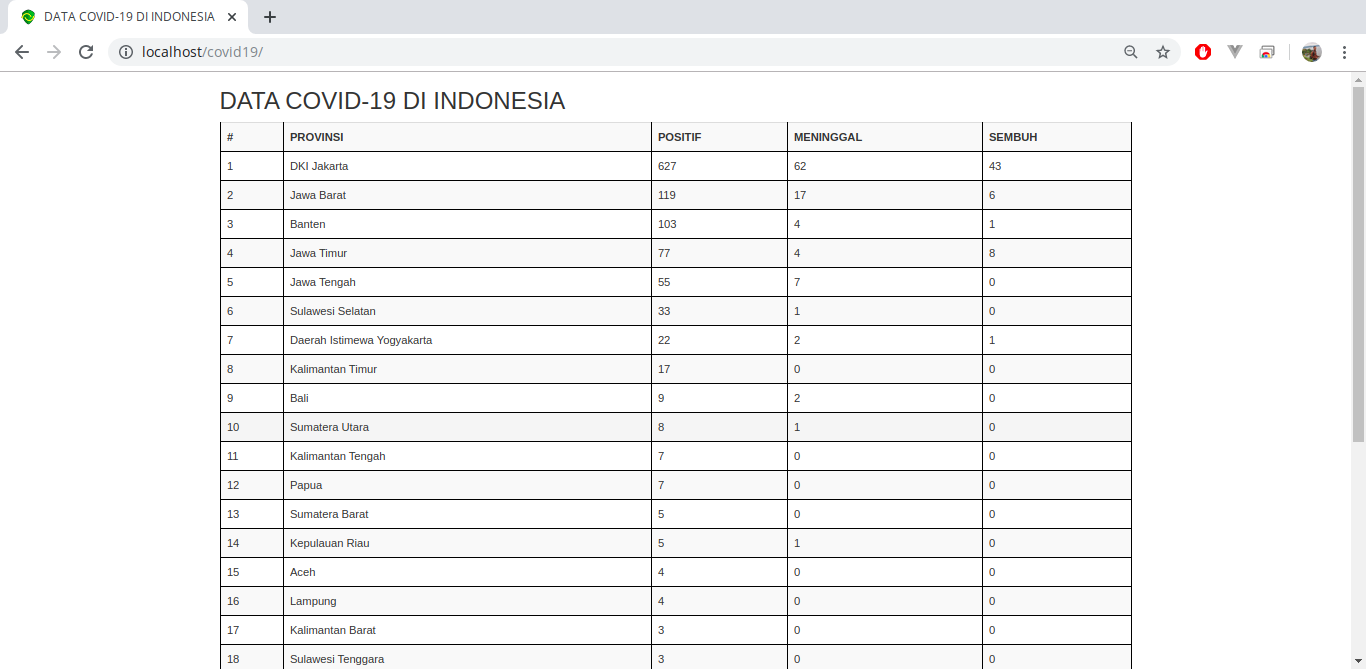 DATA COVID-19 DI INDONESIA
localhost/covid19/
DATA COVID-19 DI INDONESIA
# PROVINSI POSITIF MENINGGAL SEMBUH
1 DKI Jakarta 627 62 43
2 Jawa Barat 119 17 6
3 Banten 103 4 1
4 Jawa Timur 77 4 8
5 Jawa Tengah 55 7 0
6 Sulawesi Selatan 33 1 0
7 Daerah Istimewa Yogyakarta 22 2 1
8 Kalimantan Timur 17 0 0
9 Bali 9 2 0
10 Sumatera Utara 8 1 0
11 Kalimantan Tengah 7 0 0
12 Papua 7 0 0
13 Sumatera Barat 5 0 0
14 Kepulauan Riau 5 1 0
15 Aceh 4 0 0
16 Lampung 4 0 0
17 Kalimantan Barat 3 0 0
18 Sulawesi Tenggara 3 0 0